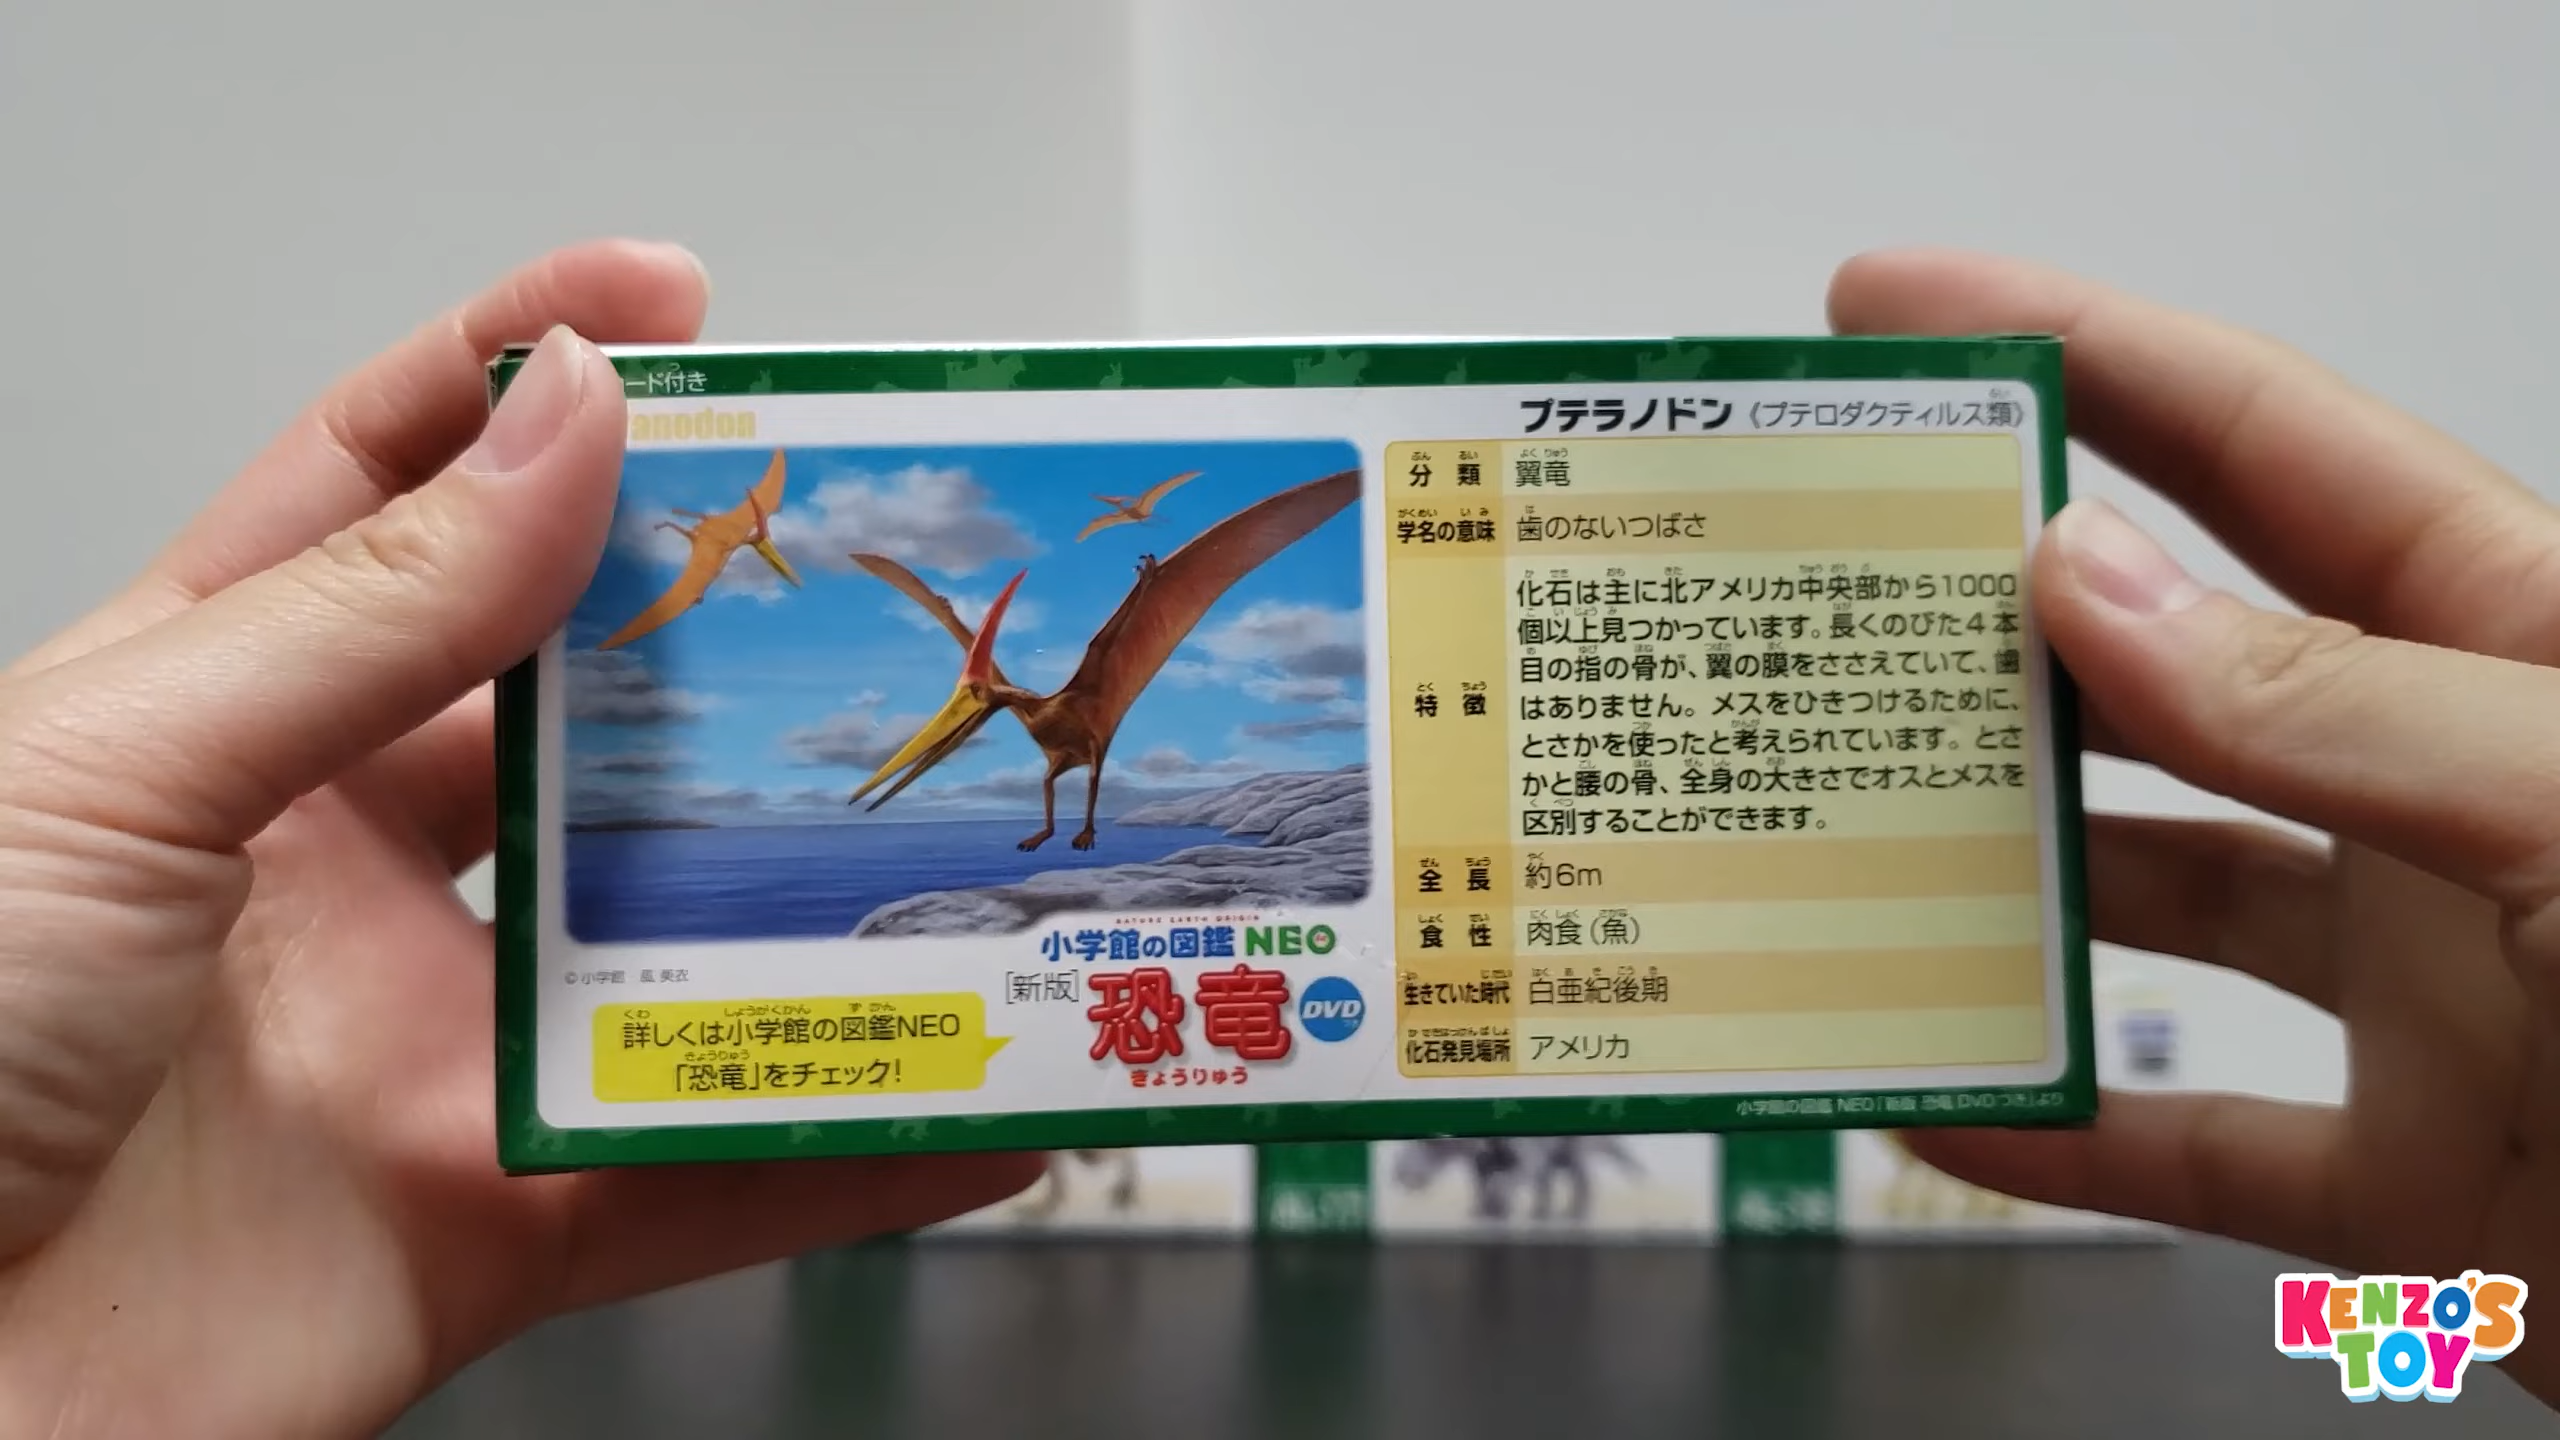 ード付き
anodon
プテラノドン《プテロダクティルス類》
分類 翼竜
学名の意味 歯のないつばさ
特徴
化石は主に北アメリカ中央部から1000
個以上見つかっています。長くのびた4本
目の指の骨が、翼の膜をささえていて、歯
はありません。メスをひきつけるために、
とさかを使ったと考えられています。とさ
かと腰の骨、全身の大きさでオスとメスを
区別することができます。
全長 約6m
食性 肉食(魚)
生きていた時代 白亜紀後期
化石発見場所 アメリカ
NATURE EARTH ORIGIN
小学館の図鑑 NEO
[新版] 恐竜 DVD つき
きょうりゅう
©小学館 風 美衣
詳しくは小学館の図鑑NEO
「恐竜」をチェック!
小学館の図鑑 NEO「新版 恐竜 DVDつき」より
KENZO'S
TOY